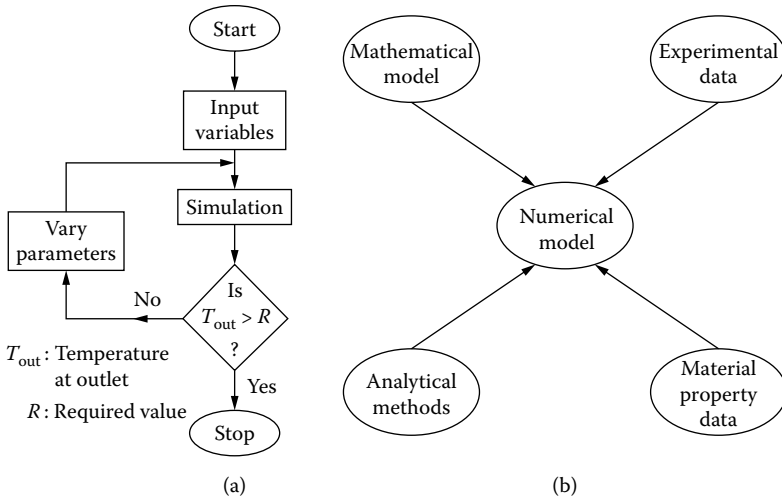 Start
Input
variables
Simulation
Vary
parameters
Is
T_out > R
?
No
Yes
Stop
T_out : Temperature
at outlet
R : Required value
(a)
Mathematical
model
Experimental
data
Numerical
model
Analytical
methods
Material
property
data
(b)